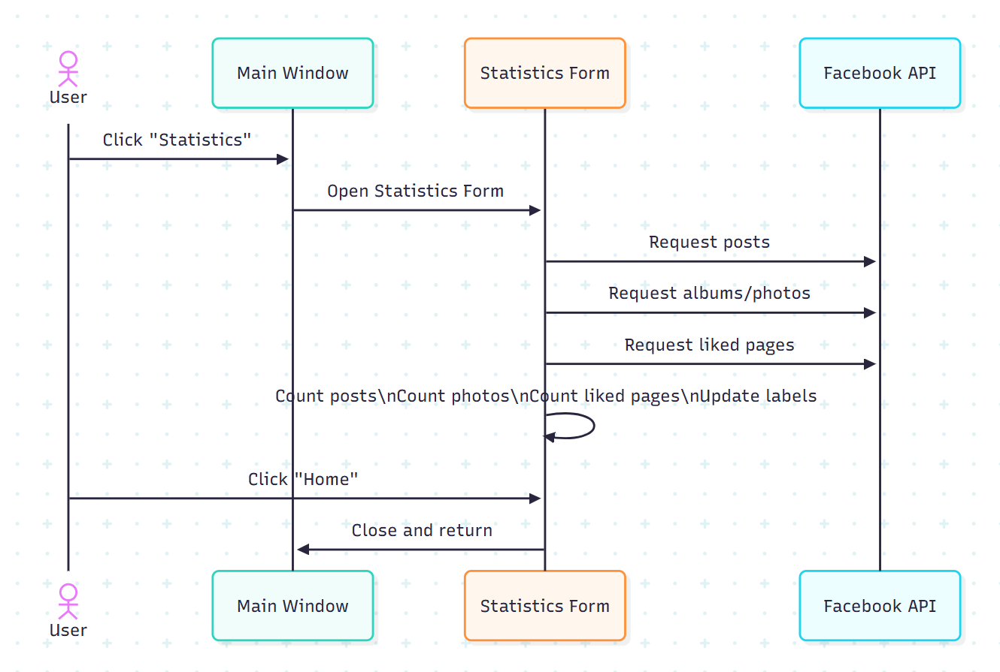 User
Main Window
Statistics Form
Facebook API
Click "Statistics"
Open Statistics Form
Request posts
Request albums/photos
Request liked pages
Count posts\nCount photos\nCount liked pages\nUpdate labels
Click "Home"
Close and return
User
Main Window
Statistics Form
Facebook API